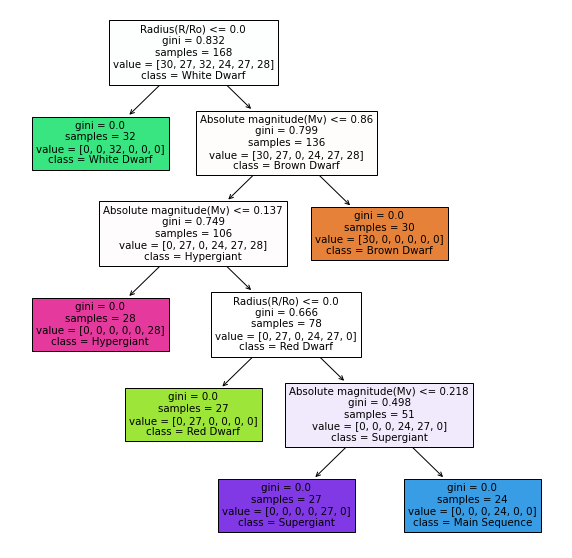 Radius(R/Ro) <= 0.0
gini = 0.832
samples = 168
value = [30, 27, 32, 24, 27, 28]
class = White Dwarf
gini = 0.0
samples = 32
value = [0, 0, 32, 0, 0, 0]
class = White Dwarf
Absolute magnitude(Mv) <= 0.86
gini = 0.799
samples = 136
value = [30, 27, 0, 24, 27, 28]
class = Brown Dwarf
Absolute magnitude(Mv) <= 0.137
gini = 0.749
samples = 106
value = [0, 27, 0, 24, 27, 28]
class = Hypergiant
gini = 0.0
samples = 30
value = [30, 0, 0, 0, 0, 0]
class = Brown Dwarf
gini = 0.0
samples = 28
value = [0, 0, 0, 0, 0, 28]
class = Hypergiant
Radius(R/Ro) <= 0.0
gini = 0.666
samples = 78
value = [0, 27, 0, 24, 27, 0]
class = Red Dwarf
gini = 0.0
samples = 27
value = [0, 27, 0, 0, 0, 0]
class = Red Dwarf
Absolute magnitude(Mv) <= 0.218
gini = 0.498
samples = 51
value = [0, 0, 0, 24, 27, 0]
class = Supergiant
gini = 0.0
samples = 27
value = [0, 0, 0, 0, 27, 0]
class = Supergiant
gini = 0.0
samples = 24
value = [0, 0, 0, 24, 0, 0]
class = Main Sequence